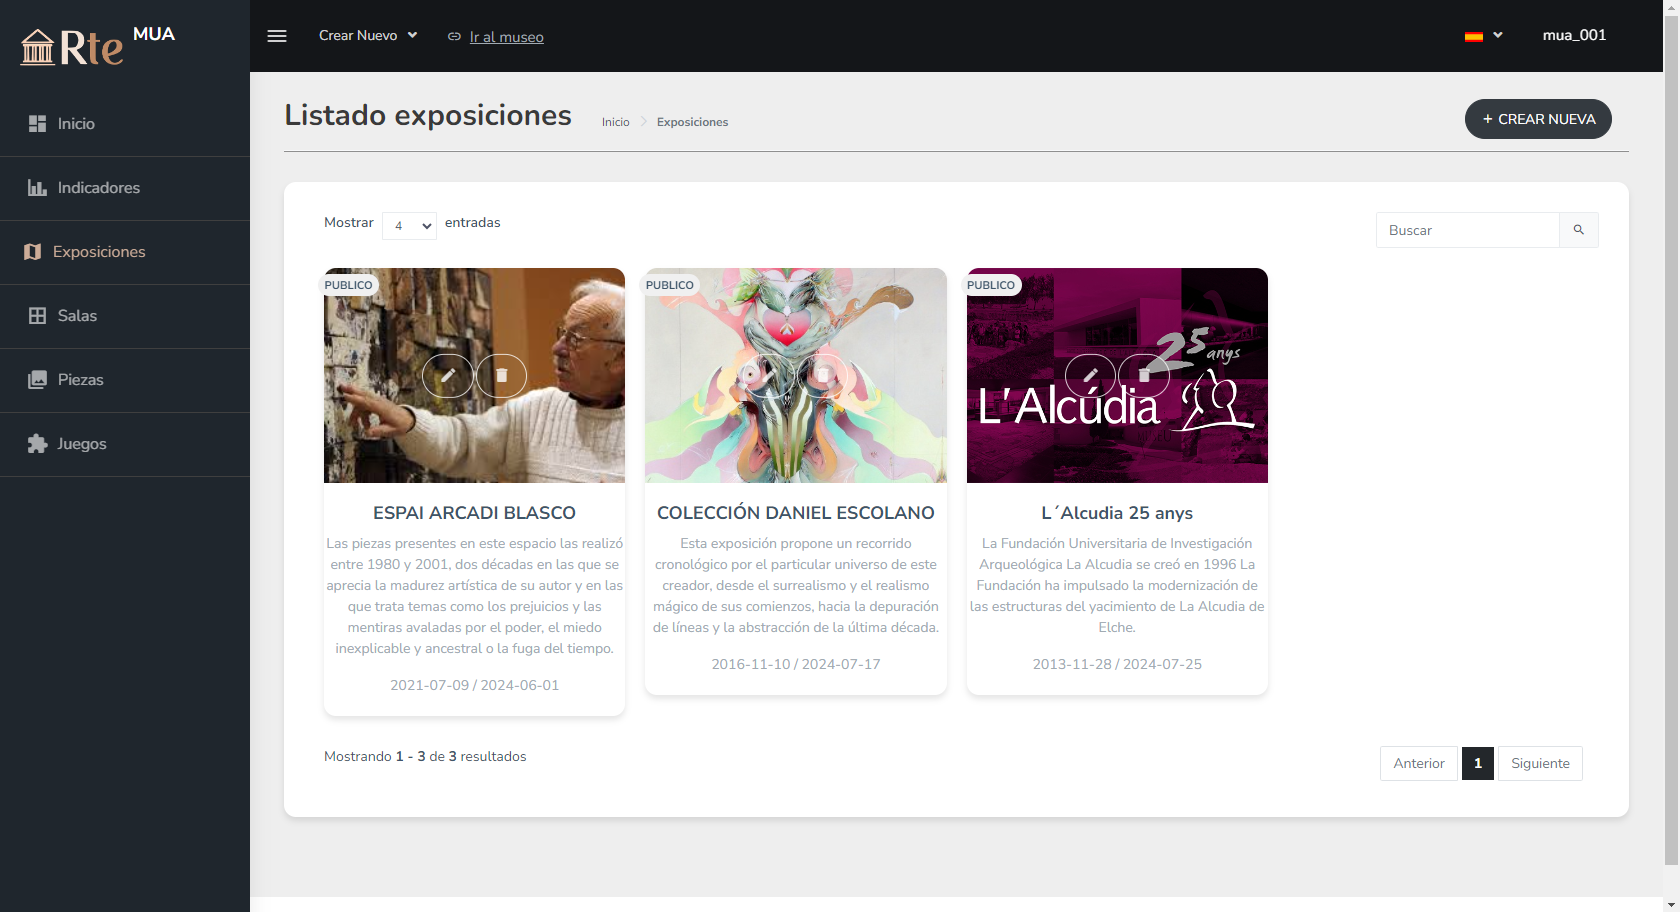 Rte MUA
Crear Nuevo
Ir al museo
mua_001
Inicio
Indicadores
Exposiciones
Salas
Piezas
Juegos
Listado exposiciones
Inicio
Exposiciones
+ CREAR NUEVA
Mostrar 4 entradas
Buscar
PUBLICO
ESPAI ARCADI BLASCO
Las piezas presentes en este espacio las realizó
entre 1980 y 2001, dos décadas en las que se
aprecia la madurez artística de su autor y en las
que trata temas como los prejuicios y las
mentiras avaladas por el poder, el miedo
inexplicable y ancestral o la fuga del tiempo.
2021-07-09 / 2024-06-01
PUBLICO
COLECCIÓN DANIEL ESCOLANO
Esta exposición propone un recorrido
cronológico por el particular universo de este
creador, desde el surrealismo y el realismo
mágico de sus comienzos, hacia la depuración
de líneas y la abstracción de la última década.
2016-11-10 / 2024-07-17
PUBLICO
25 anys
L'Alcúdia
L´Alcudia 25 anys
La Fundación Universitaria de Investigación
Arqueológica La Alcudia se creó en 1996 La
Fundación ha impulsado la modernización de
las estructuras del yacimiento de La Alcudia de
Elche.
2013-11-28 / 2024-07-25
Mostrando 1 - 3 de 3 resultados
Anterior
1
Siguiente